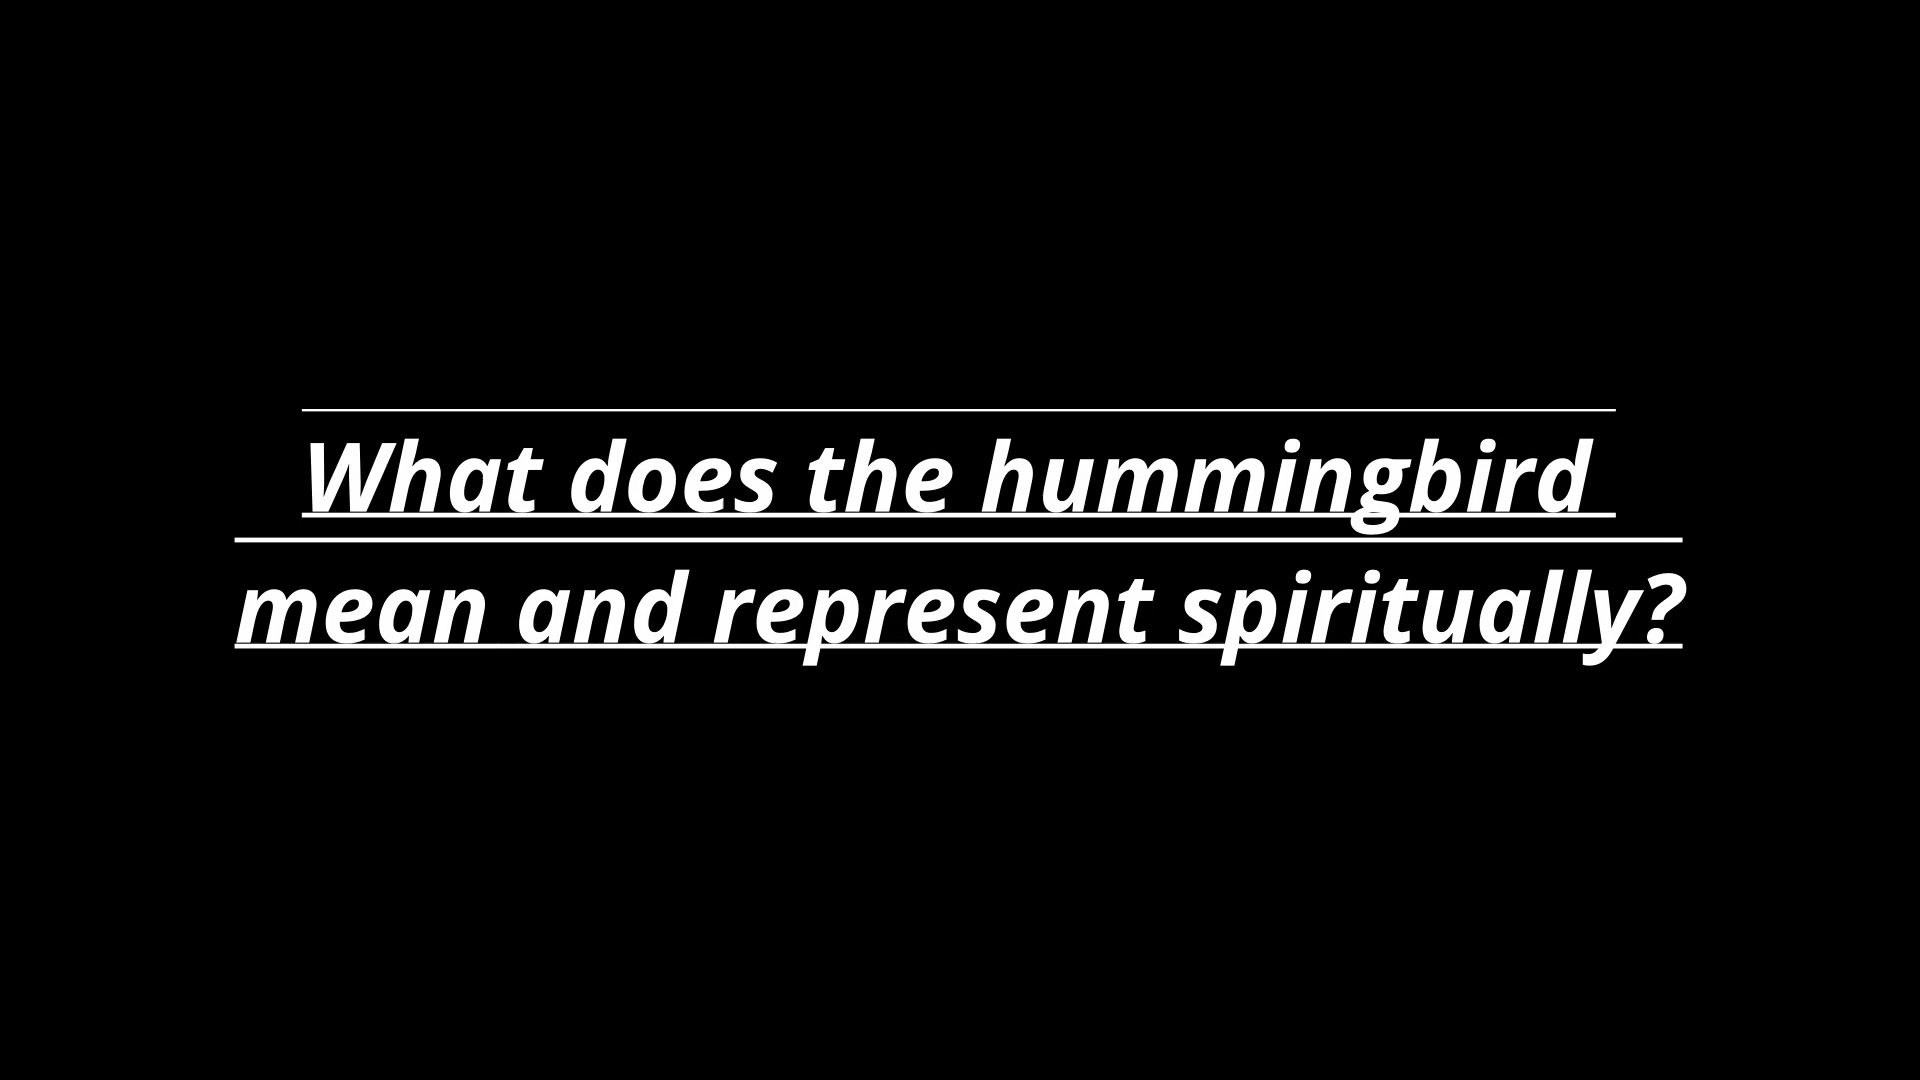 What does the hummingbird
mean and represent spiritually?